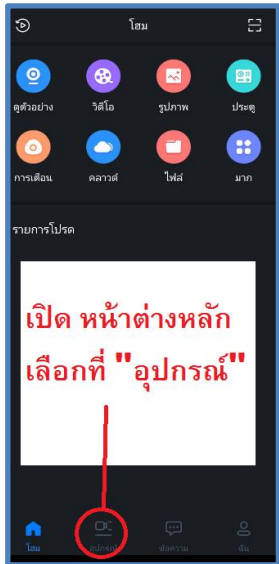 โฮม
ดูตัวอย่าง วิดีโอ รูปภาพ ประตู
การเตือน คลาวด์ ไฟล์ มาก
รายการโปรด
เปิด หน้าต่างหลัก
เลือกที่ "อุปกรณ์"
โฮม อุปกรณ์ ข้อความ ฉัน